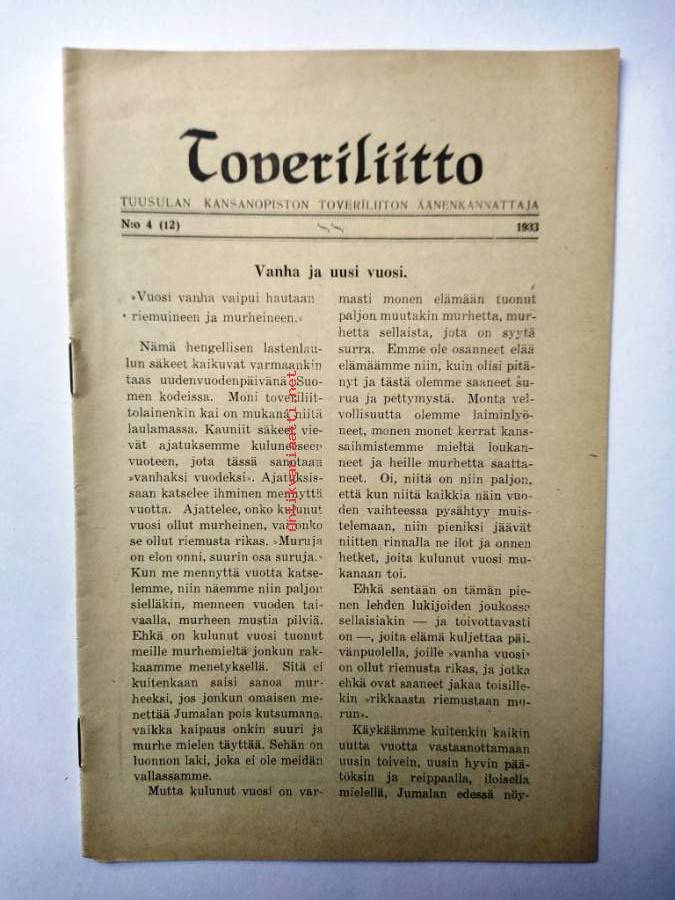 Toveriliitto
TUUSULAN KANSANOPISTON TOVERILIITON ÄÄNENKANNATTAJA
N:o 4 (12) 1933
Vanha ja uusi vuosi.
»Vuosi vanha vaipui hautaan
riemuineen ja murheineen.»
Nämä hengellisen lastenlau-
lun säkeet kaikuvat varmaankin
taas uudenvuodenpäivänä Suo-
men kodeissa. Moni toveriliit-
tolainenkin kai on mukana niitä
laulamassa. Kauniit säkeet vie-
vät ajatuksemme kuluneeseen
vuoteen, jota tässä sanotaan
»vanhaksi vuodeksi». Ajatuksis-
saan katselee ihminen mennyttä
vuotta. Ajattelee, onko kulunut
vuosi ollut murheinen, vai onko
se ollut riemusta rikas. »Muruja
on elon onni, suurin osa suruja.»
Kun me mennyttä vuotta katse-
lemme, niin näemme niin paljon
sielläkin, menneen vuoden tai-
vaalla, murheen mustia pilviä.
Ehkä on kulunut vuosi tuonut
meille murhemieltä jonkun rak-
kaamme menetyksellä. Sitä ei
kuitenkaan saisi sanoa mur-
heeksi, jos jonkun omaisen me-
nettää Jumalan pois kutsumana,
vaikka kaipaus onkin suuri ja
murhe mielen täyttää. Sehän on
luonnon laki, joka ei ole meidän
vallassamme.
Mutta kulunut vuosi on var-
masti monen elämään tuonut
paljon muutakin murhetta, mur-
hetta sellaista, jota on syytä
surra. Emme ole osanneet elää
elämäämme niin, kuin olisi pitä-
nyt ja tästä olemme saaneet su-
rua ja pettymystä. Monta vel-
vollisuutta olemme laiminlyö-
neet, monen monet kerrat kans-
saihmistemme mieltä loukan-
neet ja heille murhetta saatta-
neet. Oi, niitä on niin paljon,
että kun niitä kaikkia näin vuo-
den vaihteessa pysähtyy muis-
telemaan, niin pieniksi jäävät
niitten rinnalla ne ilot ja onnen
hetket, joita kulunut vuosi mu-
kanaan toi.
Ehkä sentään on tämän pie-
nen lehden lukijoiden joukossa
sellaisiakin — ja toivottavasti
on —, joita elämä kuljettaa päi-
vänpuolella, joille »vanha vuosi»
on ollut riemusta rikas, ja jotka
ehkä ovat saaneet jakaa toisille-
kin »rikkaasta riemustaan mu-
run».
Käykäämme kuitenkin kaikin
uutta vuotta vastaanottamaan
uusin toivein, uusin hyvin pää-
töksin ja reippaalla, iloisella
mielellä, Jumalan edessä nöy-
antikvariaatti.net